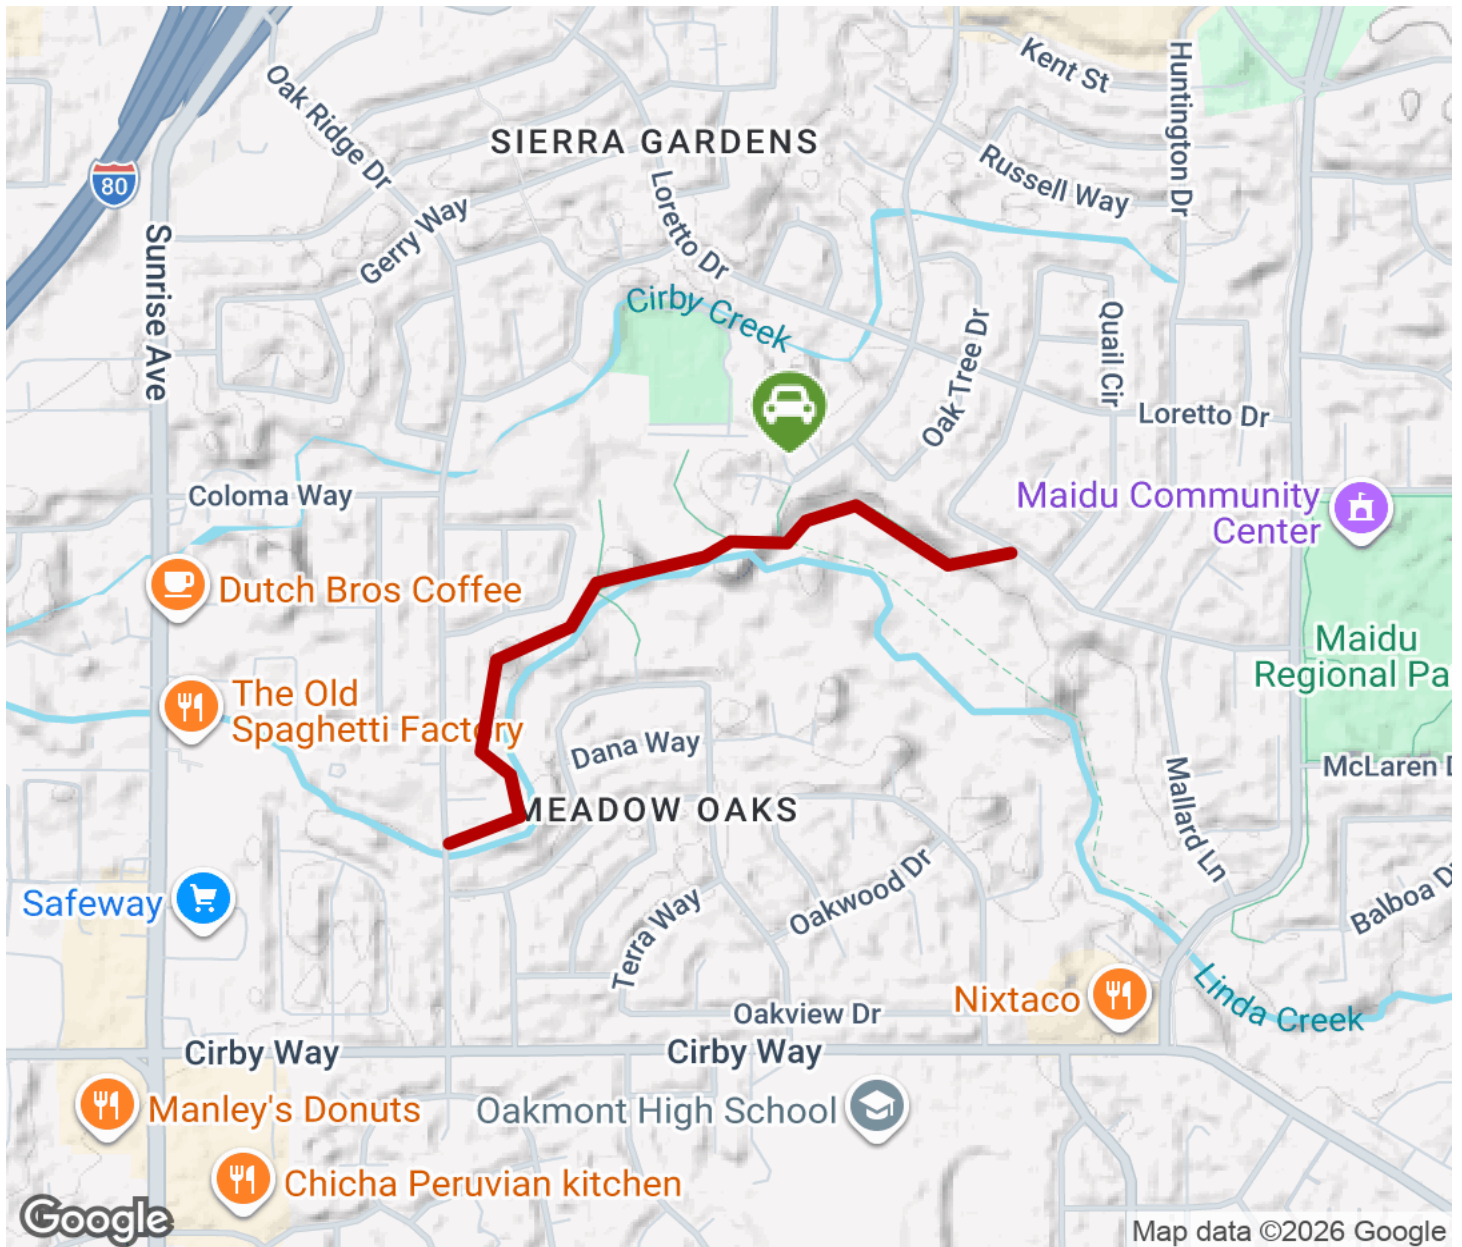 Kent St
Huntington Dr
Oak Ridge Dr
SIERRA GARDENS
80
Russell Way
Loretto Dr
Gerry Way
Sunrise Ave
Cirby Creek
Quail Cir
Oak Tree Dr
Loretto Dr
Coloma Way
Maidu Community
Center
Dutch Bros Coffee
Maidu
Regional Pa
The Old
Spaghetti Factory
Dana Way
McLaren D
MEADOW OAKS
Mallard Ln
Safeway
Oakwood Dr
Balboa Dr
Terra Way
Nixtaco
Linda Creek
Oakview Dr
Cirby Way
Cirby Way
Manley's Donuts
Oakmont High School
Chicha Peruvian kitchen
Google
Map data ©2026 Google